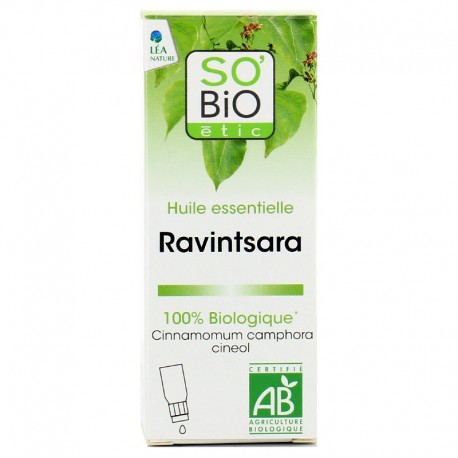 LÉA
NATURE
SO'
BiO
étic
Huile essentielle
Ravintsara
100% Biologique*
Cinnamomum camphora
cineol
CERTIFIÉ
AB
AGRICULTURE
BIOLOGIQUE